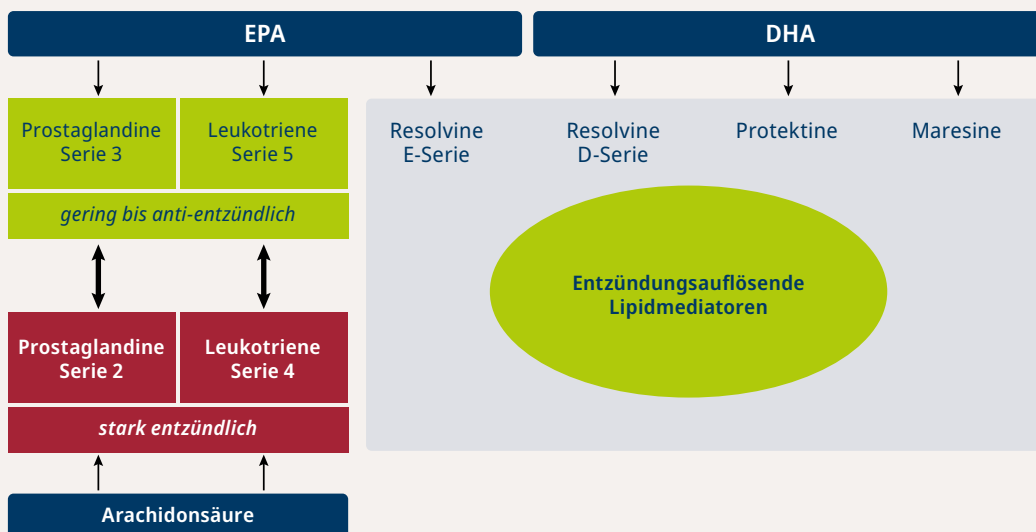 EPA
DHA
Prostaglandine
Serie 3
Leukotriene
Serie 5
Resolvine
E-Serie
Resolvine
D-Serie
Protektine
Maresine
gering bis anti-entzündlich
Entzündungsauflösende
Lipidmediatoren
Prostaglandine
Serie 2
Leukotriene
Serie 4
stark entzündlich
Arachidonsäure